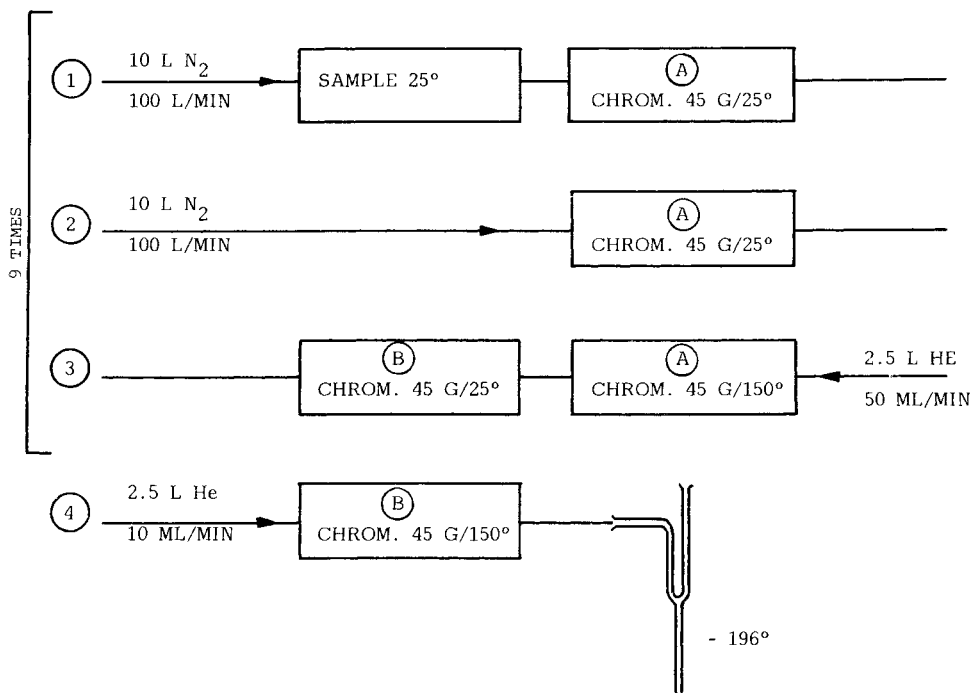 9 TIMES
1
10 L N2
100 L/MIN
SAMPLE 25°
A
CHROM. 45 G/25°
2
10 L N2
100 L/MIN
A
CHROM. 45 G/25°
3
B
CHROM. 45 G/25°
A
CHROM. 45 G/150°
2.5 L HE
50 ML/MIN
4
2.5 L He
10 ML/MIN
B
CHROM. 45 G/150°
- 196°